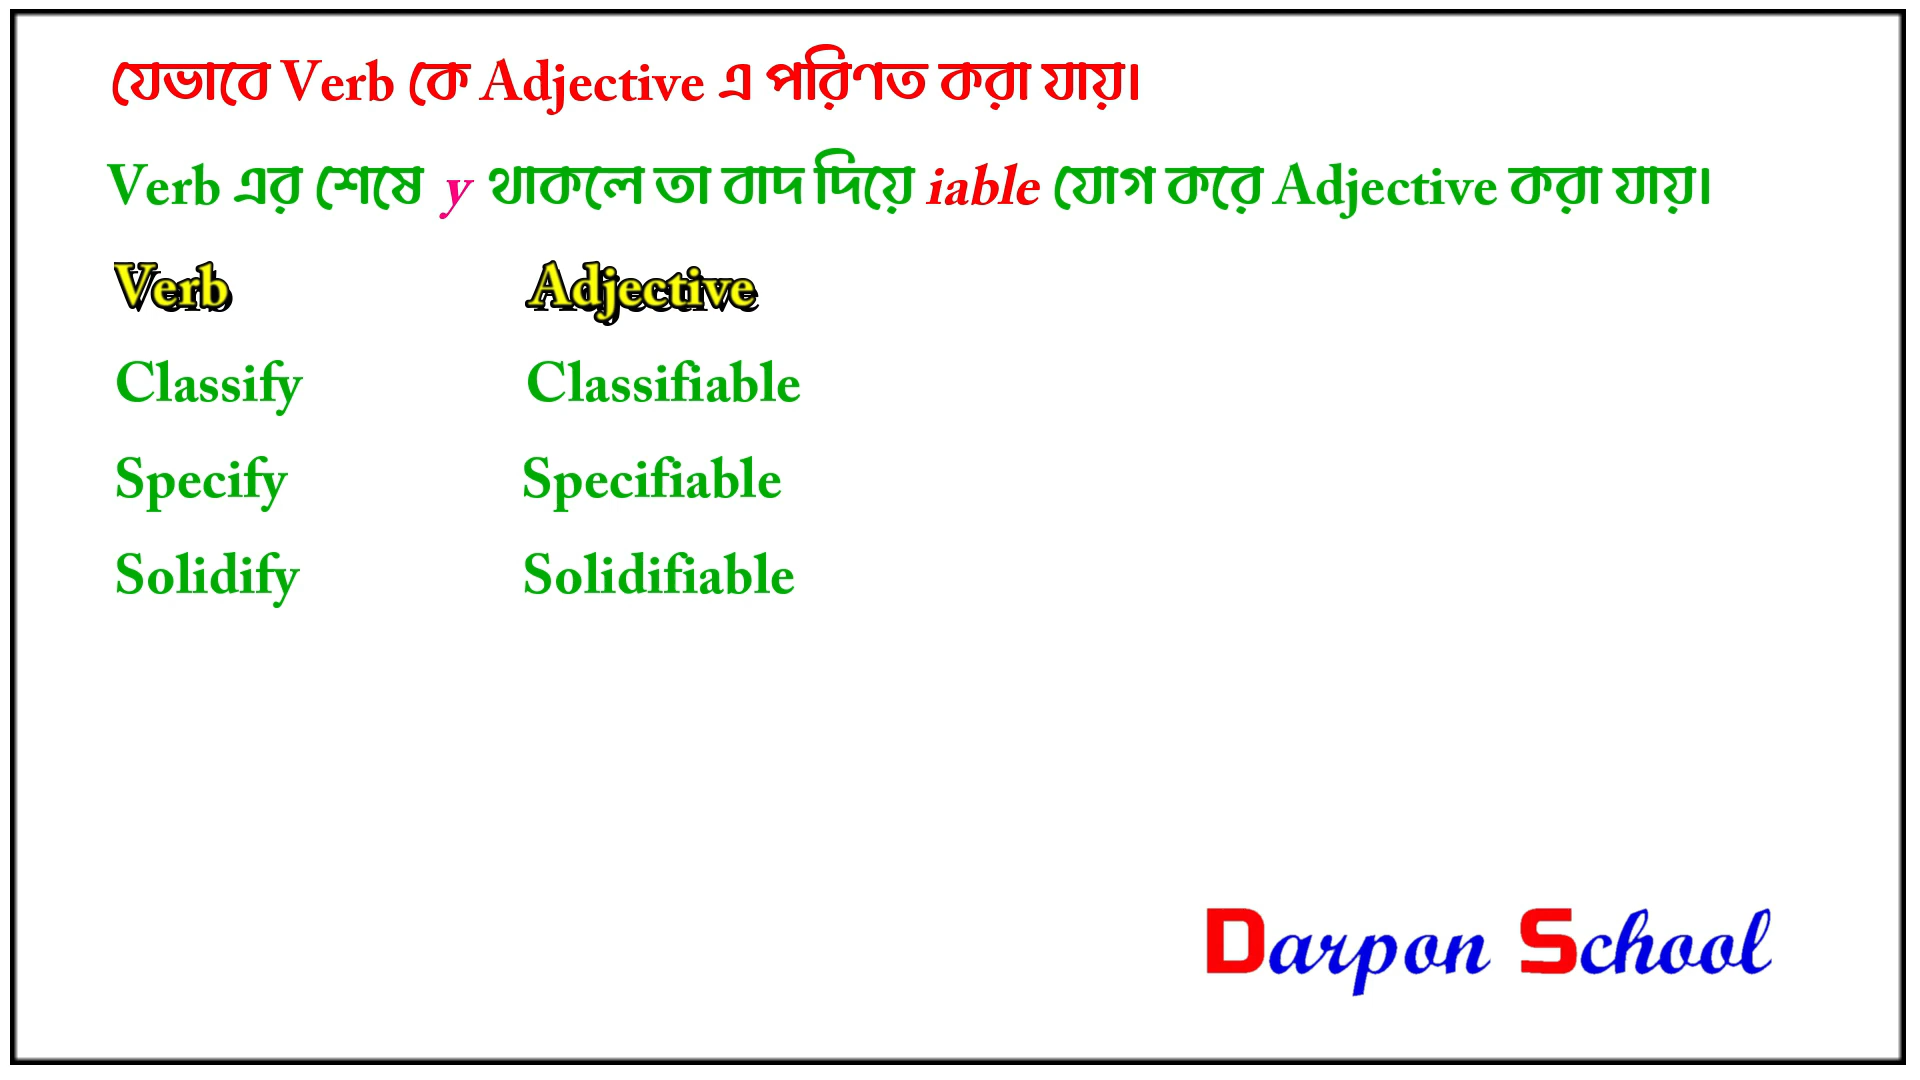 যেভাবে Verb কে Adjective এ পরিণত করা যায়।
Verb এর শেষে y থাকলে তা বাদ দিয়ে iable যোগ করে Adjective করা যায়।
Verb Adjective
Classify Classifiable
Specify Specifiable
Solidify Solidifiable
Darpon School